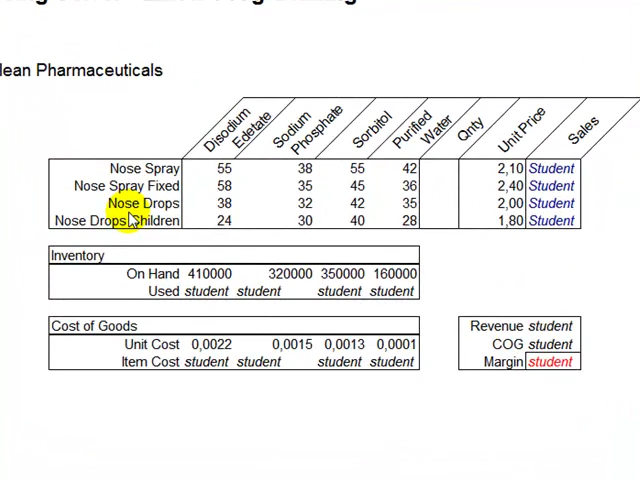 lean Pharmaceuticals
Disodium Edetate
Sodium Phosphate
Sorbitol
Purified Water
Qnty
Unit Price
Sales
Nose Spray 55 38 55 42 2,10 Student
Nose Spray Fixed 58 35 45 36 2,40 Student
Nose Drops 38 32 42 35 2,00 Student
Nose Drops Children 24 30 40 28 1,80 Student
Inventory
On Hand 410000 320000 350000 160000
Used student student student student
Cost of Goods
Unit Cost 0,0022 0,0015 0,0013 0,0001
Item Cost student student student student
Revenue student
COG student
Margin student